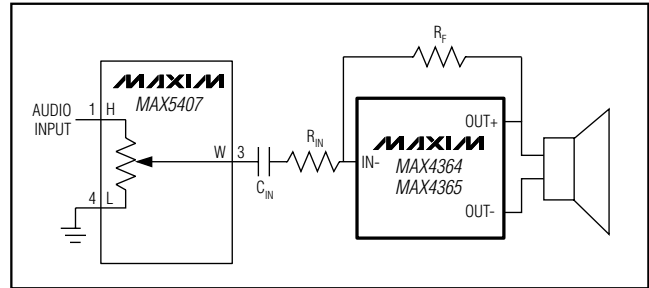 MAXIM
MAX5407
AUDIO
INPUT
1 H
4 L
W 3
C_IN
R_IN
R_F
MAXIM
MAX4364
MAX4365
IN-
OUT+
OUT-